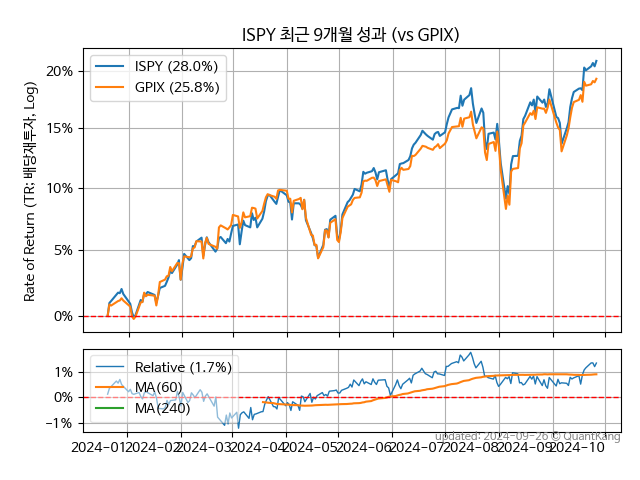 ISPY 최근 9개월 성과 (vs GPIX)
Rate of Return (TR: 배당재투자, Log)
20%
15%
10%
5%
0%
ISPY (28.0%)
GPIX (25.8%)
1%
0%
−1%
Relative (1.7%)
MA(60)
MA(240)
2024−01
2024−02
2024−03
2024−04
2024−05
2024−06
2024−07
2024−08
2024−09
2024−10
updated: 2024-09-26 © QuantKang